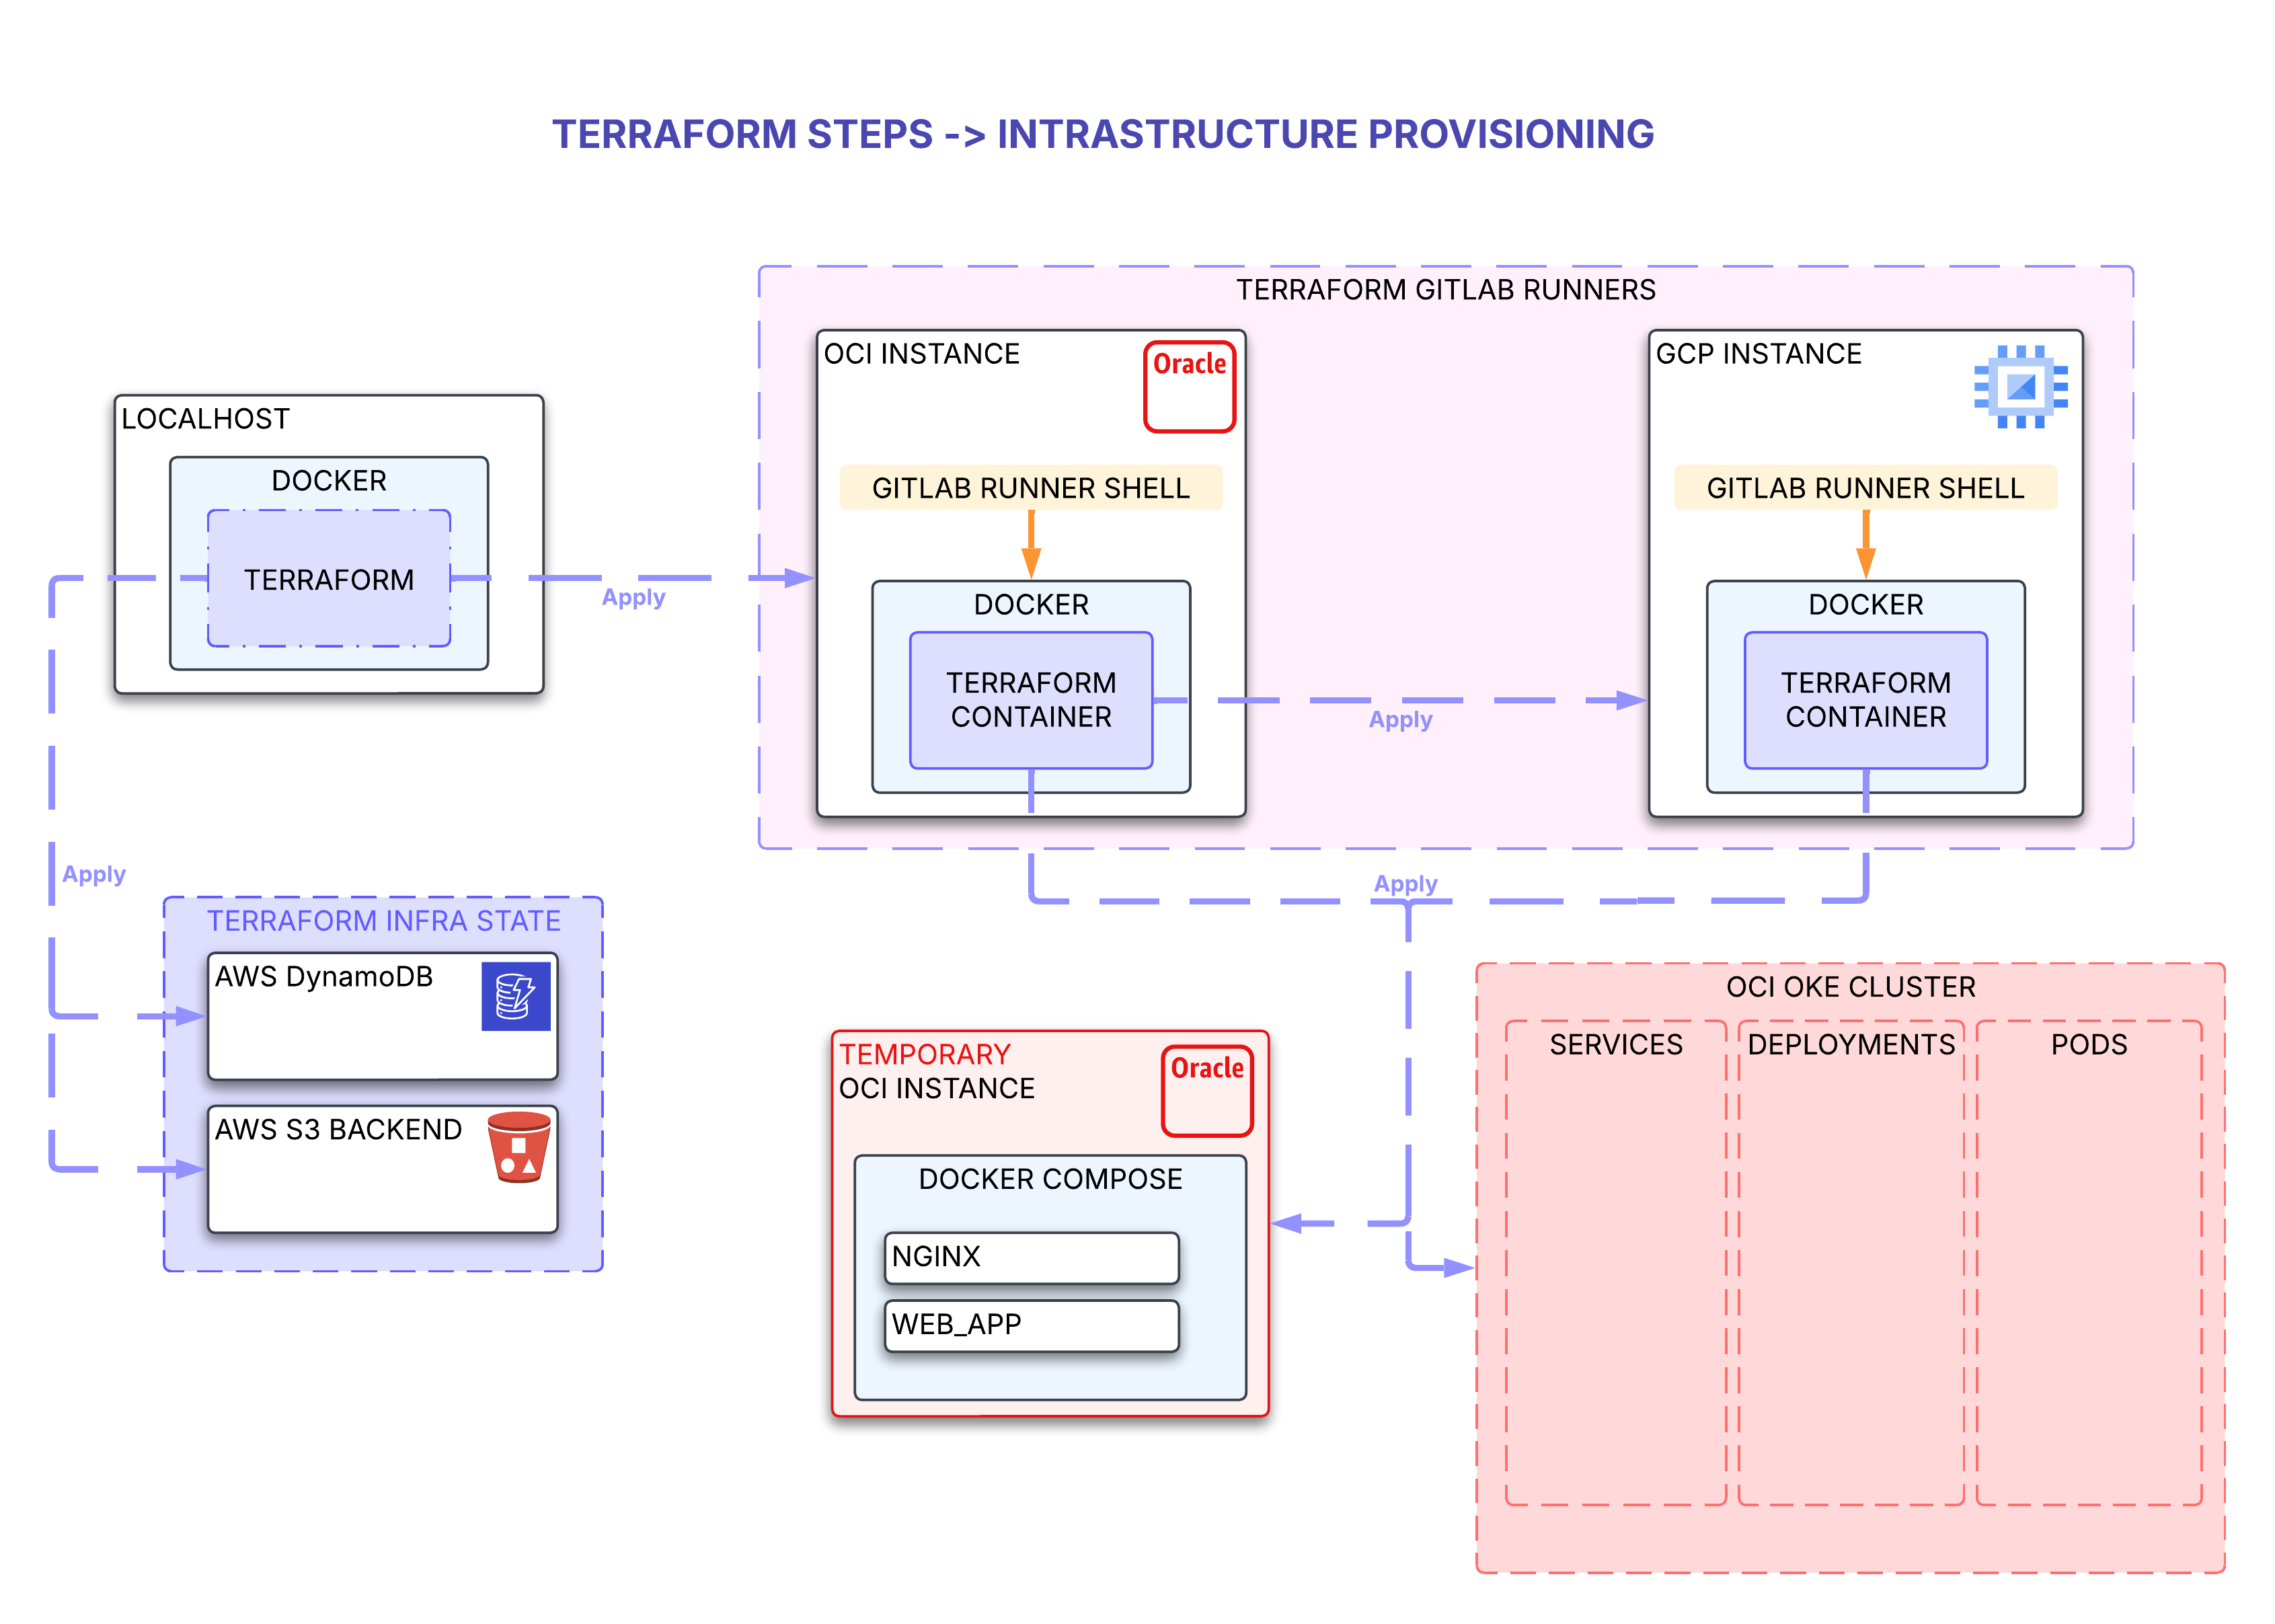 TERRAFORM STEPS -> INTRASTRUCTURE PROVISIONING
TERRAFORM GITLAB RUNNERS
OCI INSTANCE
Oracle
GITLAB RUNNER SHELL
DOCKER
TERRAFORM
CONTAINER
GCP INSTANCE
GITLAB RUNNER SHELL
DOCKER
TERRAFORM
CONTAINER
LOCALHOST
DOCKER
TERRAFORM
Apply
Apply
Apply
Apply
TERRAFORM INFRA STATE
AWS DynamoDB
AWS S3 BACKEND
TEMPORARY
OCI INSTANCE
Oracle
DOCKER COMPOSE
NGINX
WEB_APP
OCI OKE CLUSTER
SERVICES
DEPLOYMENTS
PODS